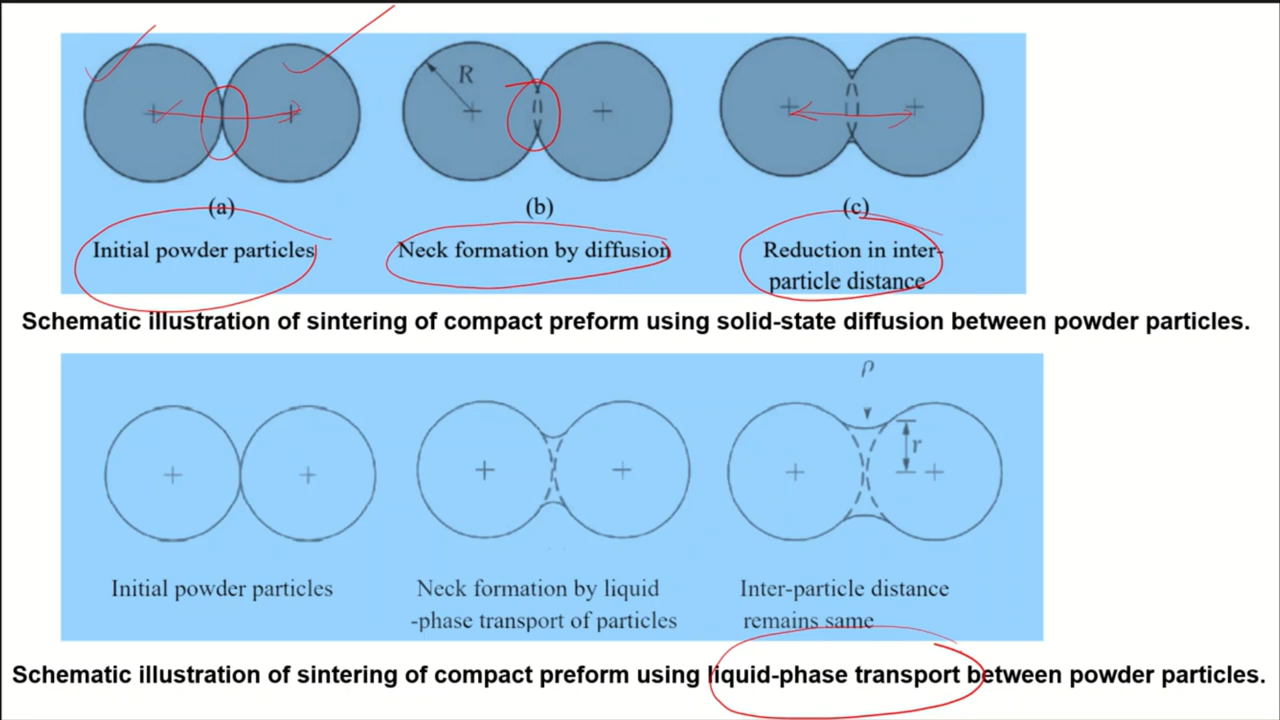 R
(a)
(b)
(c)
Initial powder particles
Neck formation by diffusion
Reduction in inter-
particle distance
Schematic illustration of sintering of compact preform using solid-state diffusion between powder particles.
ρ
r
Initial powder particles
Neck formation by liquid
-phase transport of particles
Inter-particle distance
remains same
Schematic illustration of sintering of compact preform using liquid-phase transport between powder particles.